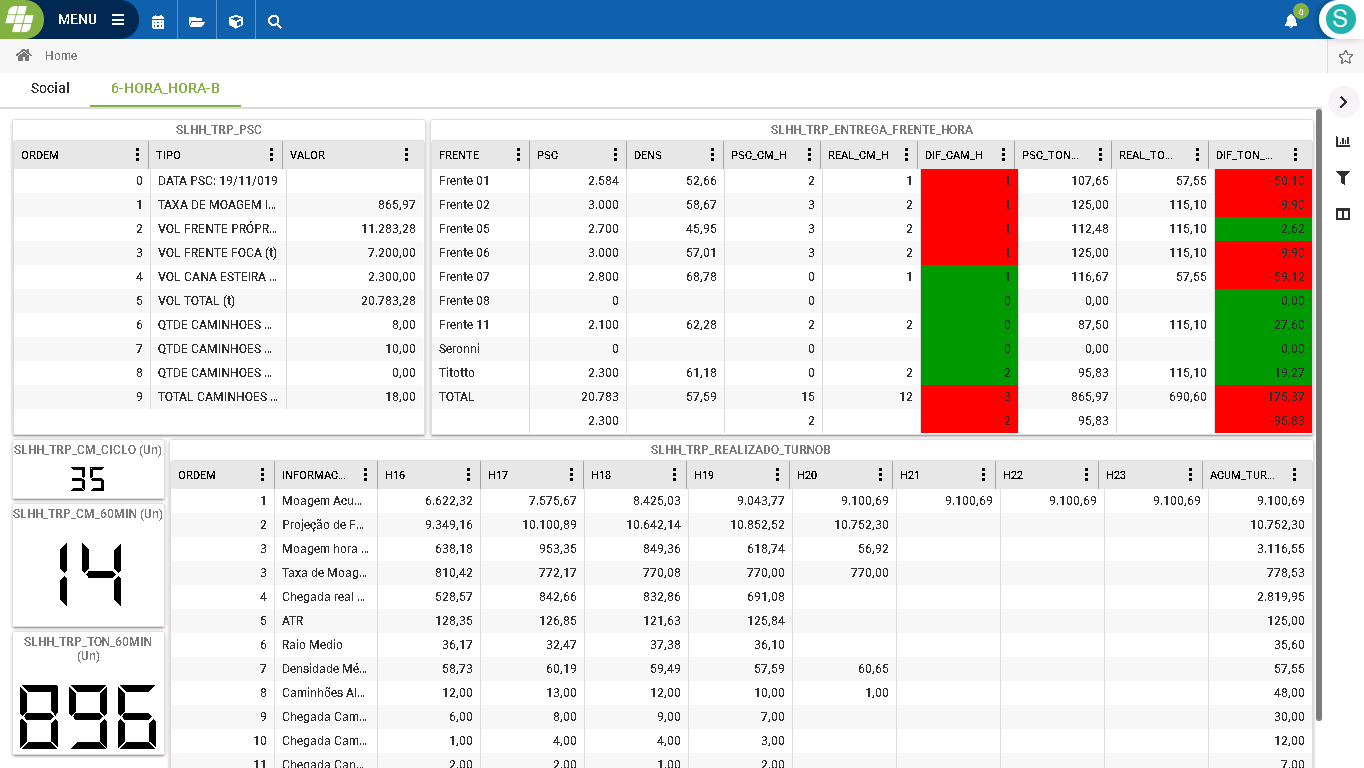 MENU
0
S
Home
Social 6-HORA_HORA-B
SLHH_TRP_PSC
ORDEM TIPO VALOR
0 DATA PSC: 19/11/019
1 TAXA DE MOAGEM I... 865,97
2 VOL FRENTE PRÓPR... 11.283,28
3 VOL FRENTE FOCA (t) 7.200,00
4 VOL CANA ESTEIRA ... 2.300,00
5 VOL TOTAL (t) 20.783,28
6 QTDE CAMINHOES ... 8,00
7 QTDE CAMINHOES ... 10,00
8 QTDE CAMINHOES ... 0,00
9 TOTAL CAMINHOES ... 18,00
SLHH_TRP_ENTREGA_FRENTE_HORA
FRENTE PSC DENS PSC_CM_H REAL_CM_H DIF_CAM_H PSC_TON... REAL_TO... DIF_TON_...
Frente 01 2.584 52,66 2 1 -1 107,65 57,55 -50,10
Frente 02 3.000 58,67 3 2 -1 125,00 115,10 -9,90
Frente 05 2.700 45,95 3 2 -1 112,48 115,10 2,62
Frente 06 3.000 57,01 3 2 -1 125,00 115,10 -9,90
Frente 07 2.800 68,78 0 1 1 116,67 57,55 -59,12
Frente 08 0 0 0 0,00 0,00
Frente 11 2.100 62,28 2 2 0 87,50 115,10 27,60
Seronni 0 0 0 0,00 0,00
Titotto 2.300 61,18 0 2 2 95,83 115,10 19,27
TOTAL 20.783 57,59 15 12 -3 865,97 690,60 -175,37
2.300 2 2 95,83 -95,83
SLHH_TRP_CM_CICLO (Un)
35
SLHH_TRP_CM_60MIN (Un)
14
SLHH_TRP_TON_60MIN
(Un)
896
SLHH_TRP_REALIZADO_TURNOB
ORDEM INFORMAC... H16 H17 H18 H19 H20 H21 H22 H23 ACUM_TUR...
1 Moagem Acu... 6.622,32 7.575,67 8.425,03 9.043,77 9.100,69 9.100,69 9.100,69 9.100,69 9.100,69
2 Projeção de F... 9.349,16 10.100,89 10.642,14 10.852,52 10.752,30 10.752,30
3 Moagem hora ... 638,18 953,35 849,36 618,74 56,92 3.116,55
3 Taxa de Moag... 810,42 772,17 770,08 770,00 770,00 778,53
4 Chegada real ... 528,57 842,66 832,86 691,08 2.819,95
5 ATR 128,35 126,85 121,63 125,84 125,00
6 Raio Medio 36,17 32,47 37,38 36,10 35,60
7 Densidade Mé... 58,73 60,19 59,49 57,59 60,65 57,55
8 Caminhões Al... 12,00 13,00 12,00 10,00 1,00 48,00
9 Chegada Cam... 6,00 8,00 9,00 7,00 30,00
10 Chegada Cam... 1,00 4,00 4,00 3,00 12,00
11 Chegada Can... 2,00 2,00 1,00 2,00 7,00